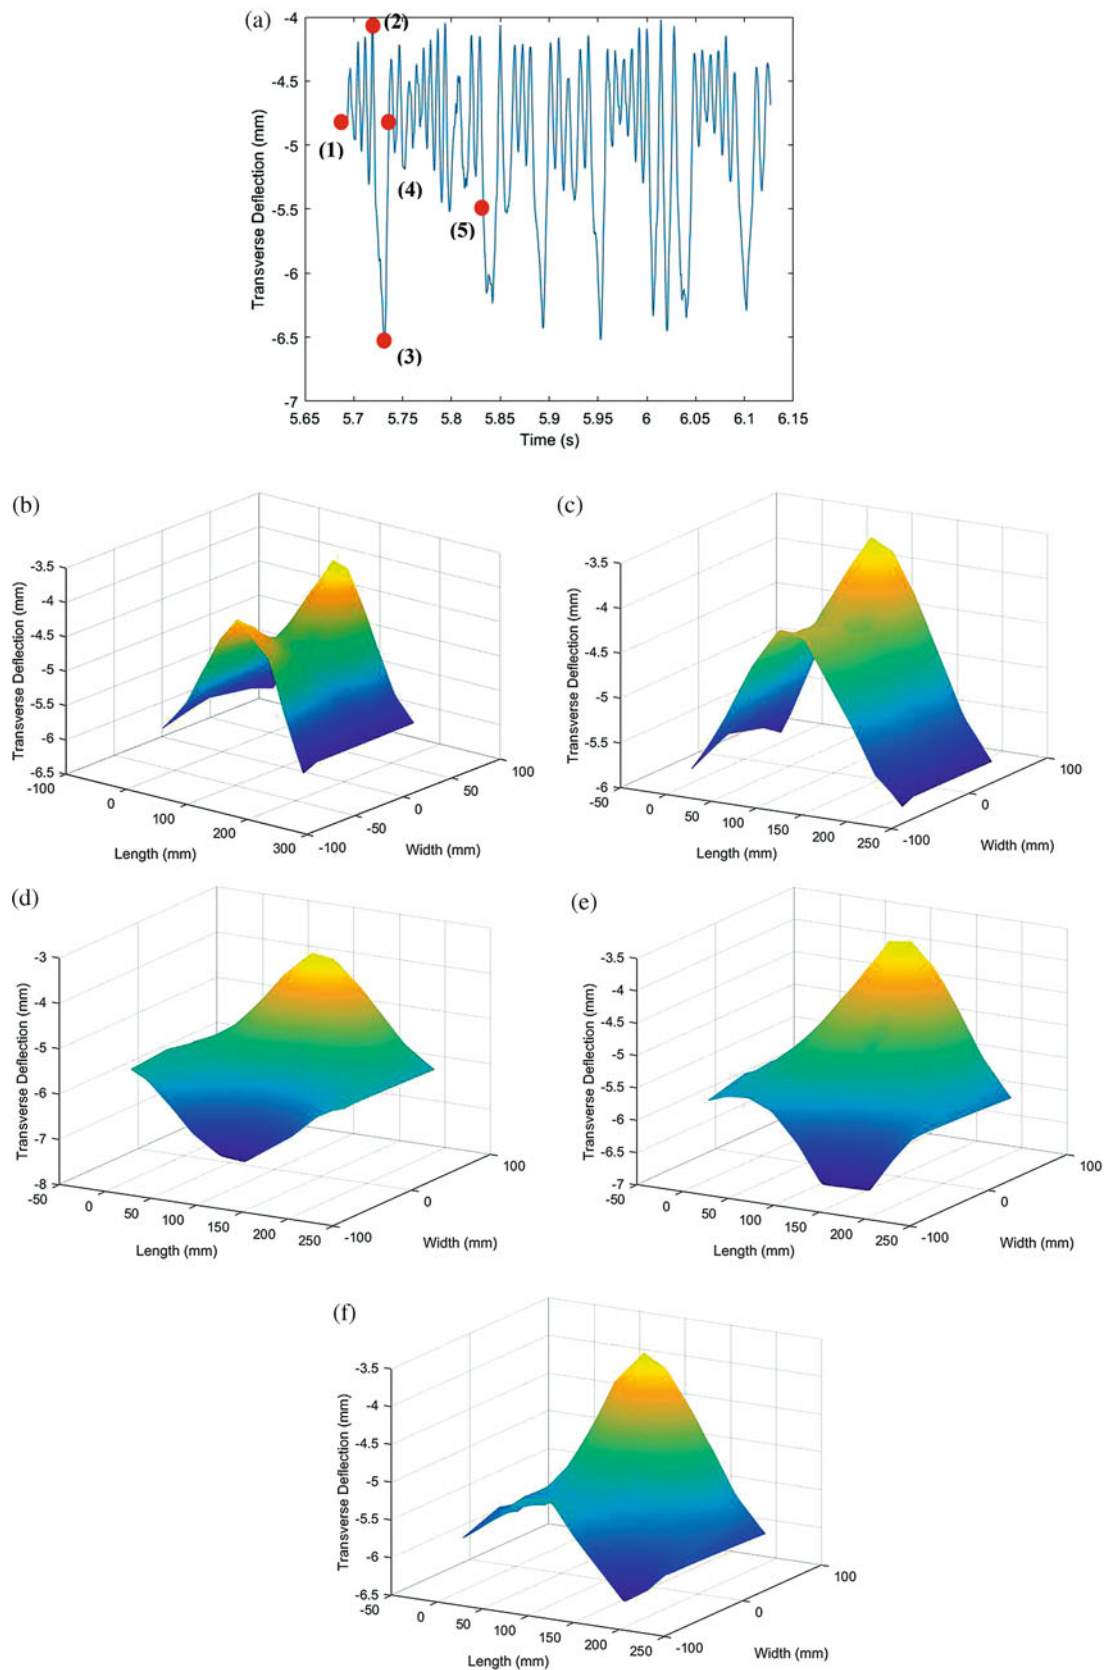 (a)
Transverse Deflection (mm)
-4
-4.5
-5
-5.5
-6
-6.5
-7
(1)
(2)
(3)
(4)
(5)
5.65 5.7 5.75 5.8 5.85 5.9 5.95 6 6.05 6.1 6.15
Time (s)
(b)
Transverse Deflection (mm)
-3.5
-4
-4.5
-5
-5.5
-6
-6.5
-100 0 100 200 300
Length (mm)
-100 -50 0 50 100
Width (mm)
(c)
Transverse Deflection (mm)
-3.5
-4
-4.5
-5
-5.5
-6
-50 0 50 100 150 200 250
Length (mm)
-100 0 100
Width (mm)
(d)
Transverse Deflection (mm)
-3
-4
-5
-6
-7
-8
-50 0 50 100 150 200 250
Length (mm)
-100 0 100
Width (mm)
(e)
Transverse Deflection (mm)
-3.5
-4
-4.5
-5
-5.5
-6
-6.5
-7
-50 0 50 100 150 200 250
Length (mm)
-100 0 100
Width (mm)
(f)
Transverse Deflection (mm)
-3.5
-4
-4.5
-5
-5.5
-6
-6.5
-50 0 50 100 150 200 250
Length (mm)
-100 0 100
Width (mm)